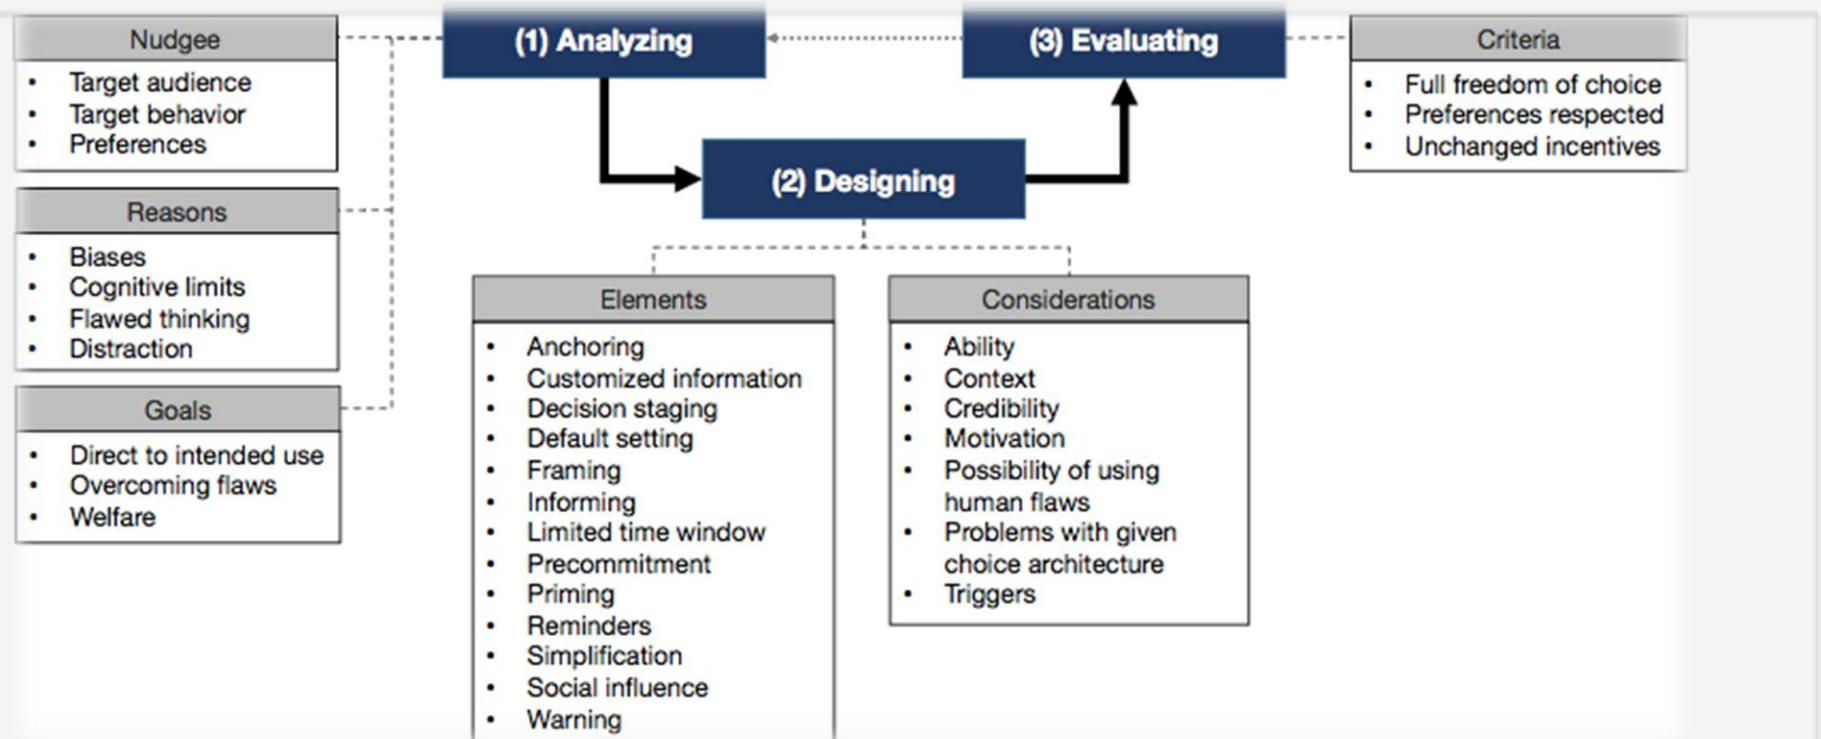 Nudgee
• Target audience
• Target behavior
• Preferences
Reasons
• Biases
• Cognitive limits
• Flawed thinking
• Distraction
Goals
• Direct to intended use
• Overcoming flaws
• Welfare
(1) Analyzing
(2) Designing
(3) Evaluating
Elements
• Anchoring
• Customized information
• Decision staging
• Default setting
• Framing
• Informing
• Limited time window
• Precommitment
• Priming
• Reminders
• Simplification
• Social influence
• Warning
Considerations
• Ability
• Context
• Credibility
• Motivation
• Possibility of using
human flaws
• Problems with given
choice architecture
• Triggers
Criteria
• Full freedom of choice
• Preferences respected
• Unchanged incentives